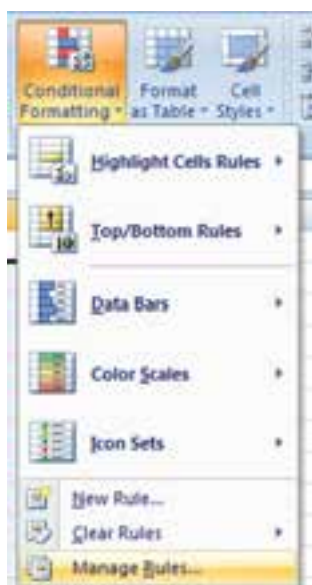 Conditional Format Cell
Formatting as Table Styles
Highlight Cells Rules
Top/Bottom Rules
Data Bars
Color Scales
Icon Sets
New Rule...
Clear Rules
Manage Rules...